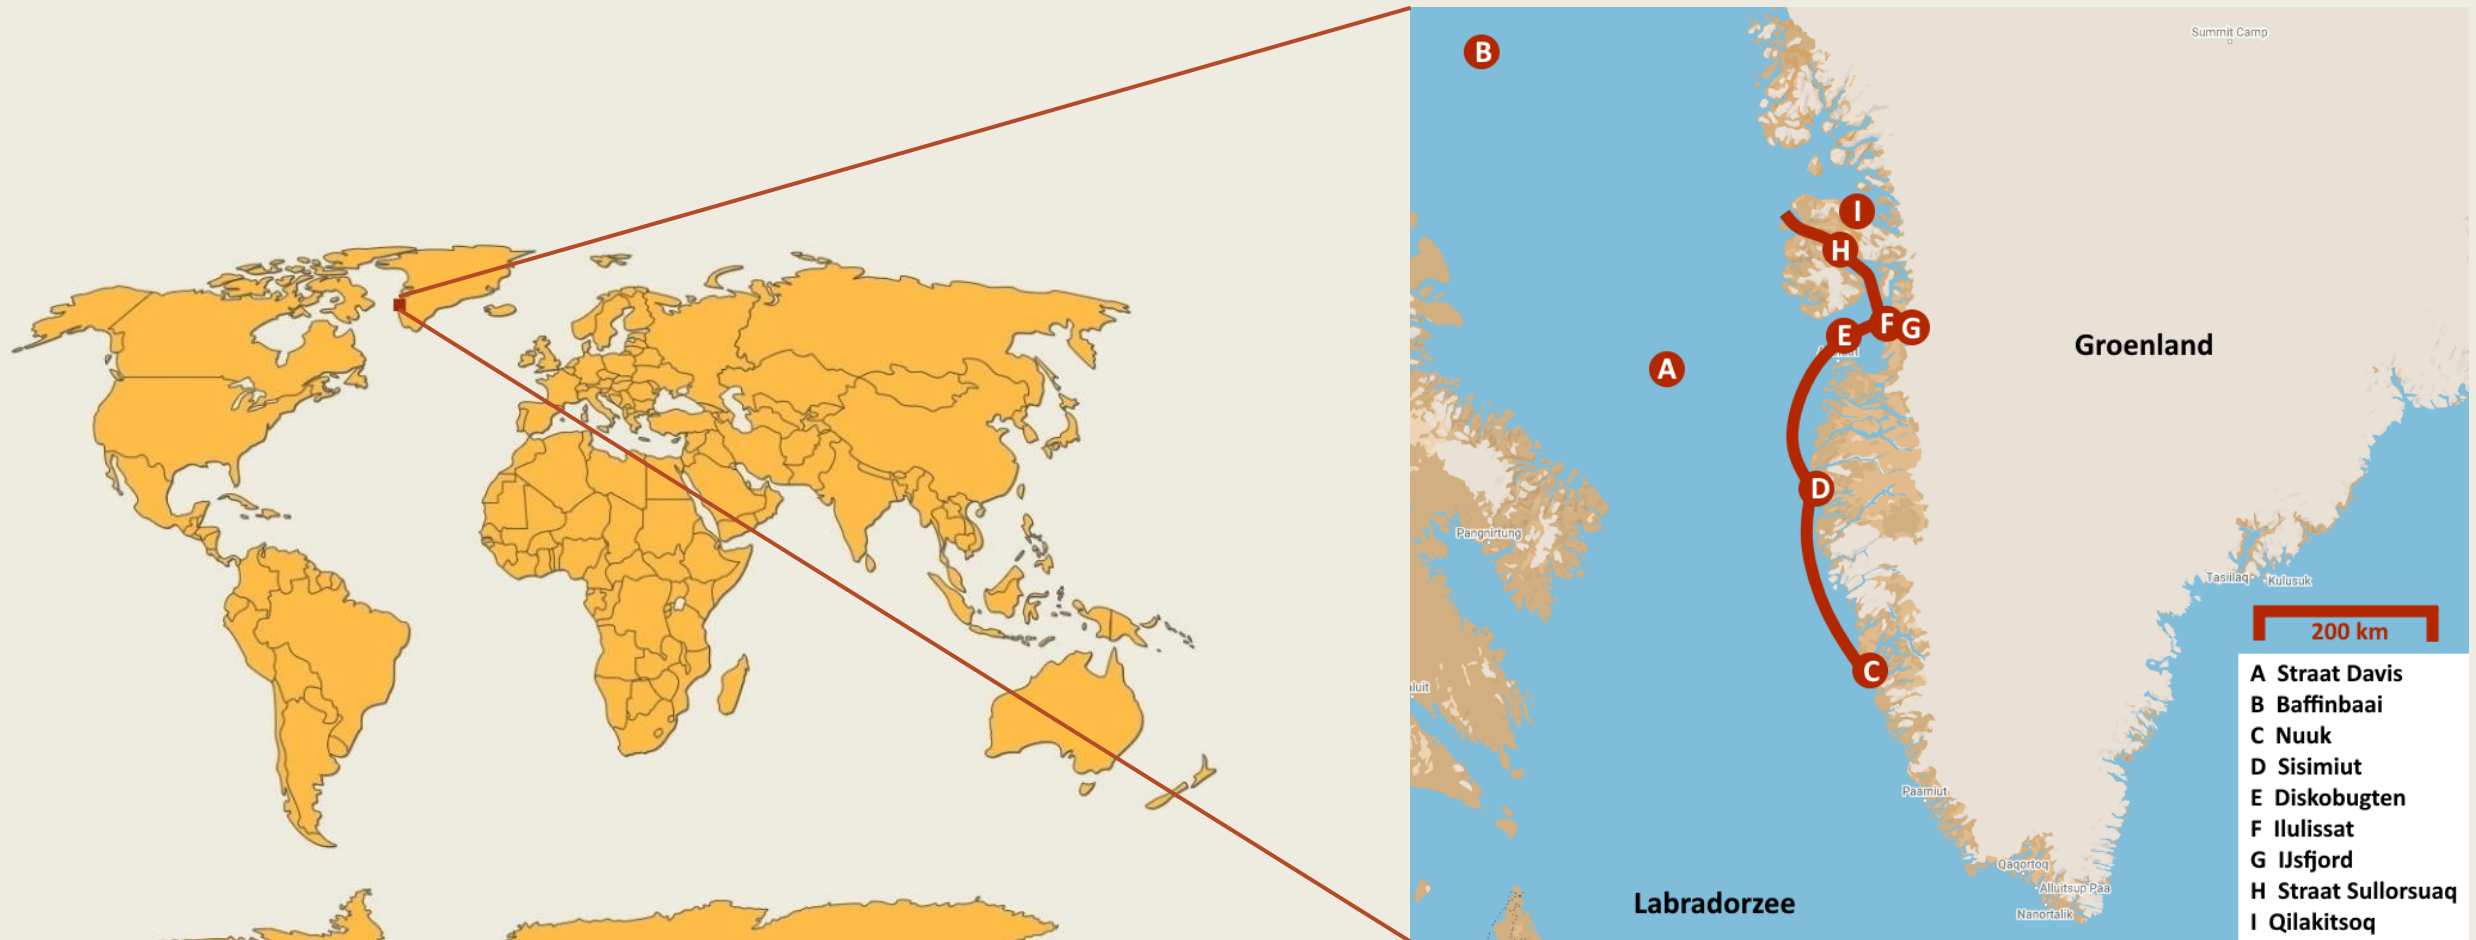 Summit Camp
B
I
H
F
G
E
A
Groenland
D
Pangnirtung
Tasiilaq
Kulusuk
200 km
C
Paamiut
Qaqortoq
Alluitsup Paa
Nanortalik
Labradorzee
A Straat Davis
B Baffinbaai
C Nuuk
D Sisimiut
E Diskobugten
F Ilulissat
G IJsfjord
H Straat Sullorsuaq
I Qilakitsoq